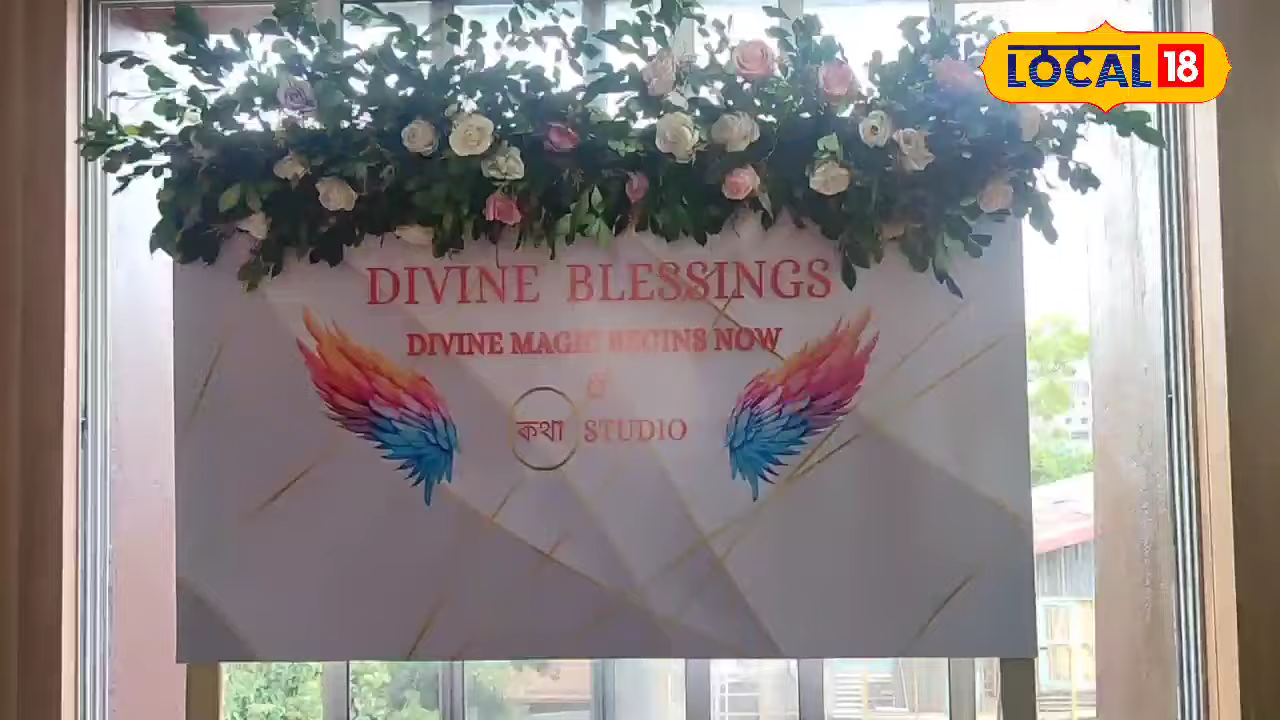 LOCAL 18
DIVINE BLESSINGS
DIVINE MAGIC BEGINS NOW
&
কথা STUDIO